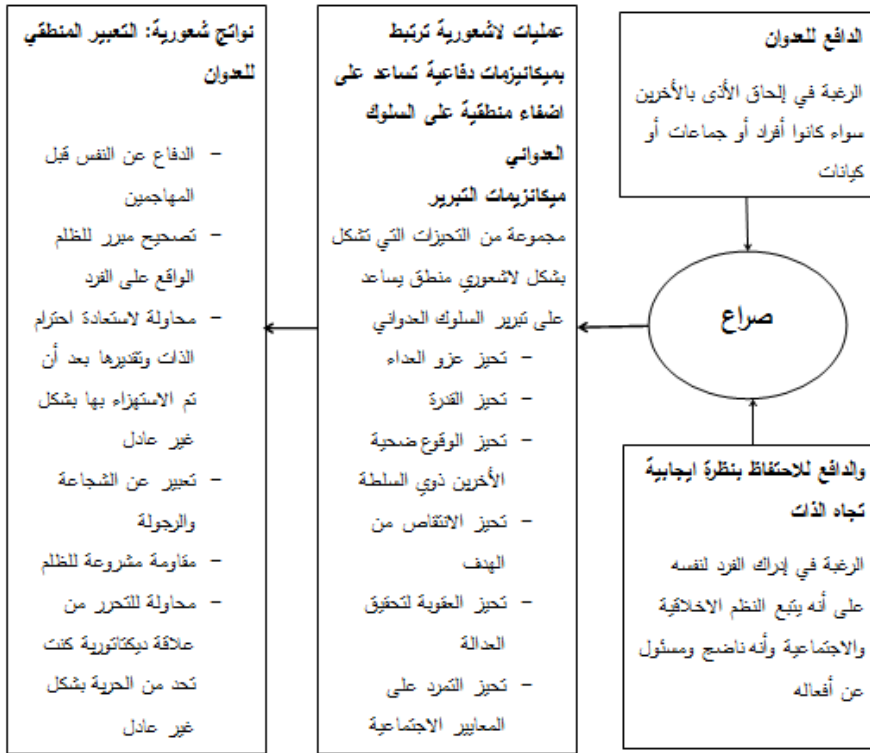 الدافع للعدوان
الرغبة في إلحاق الأذى بالأخرين
سواء كانوا أفراد أو جماعات أو
كيانات
صراع
والدافع للاحتفاظ بنظرة ايجابية
تجاه الذات
الرغبة في إدراك الفرد لنفسه
على أنه يتبع النظم الاخلاقية
والاجتماعية وأنه ناضج ومسئول
عن أفعاله
عمليات لاشعورية ترتبط
بميكانيزمات دفاعية تساعد على
اضفاء منطقية على السلوك
العدواني
ميكانزيمات التبرير
مجموعة من التحيزات التي تشكل
بشكل لاشعوري منطق يساعد
على تبرير السلوك العدواني
- تحيز عزو العداء
- تحيز القدرة
- تحيز الوقوع ضحية
الأخرين ذوي السلطة
- تحيز الانتقاص من
الهدف
- تحيز العقوبة لتحقيق
العدالة
- تحيز التمرد على
المعايير الاجتماعية
نواتج شعورية: التعبير المنطقي
للعدوان
- الدفاع عن النفس قبل
المهاجمين
- تصحيح مبرر للظلم
الواقع على الفرد
- محاولة لاستعادة احترام
الذات وتقديرها بعد أن
تم الاستهزاء بها بشكل
غير عادل
- تعبير عن الشجاعة
والرجولة
- مقاومة مشروعة للظلم
- محاولة للتحرر من
علاقة ديكتاتورية كنت
تحد من الحرية بشكل
غير عادل